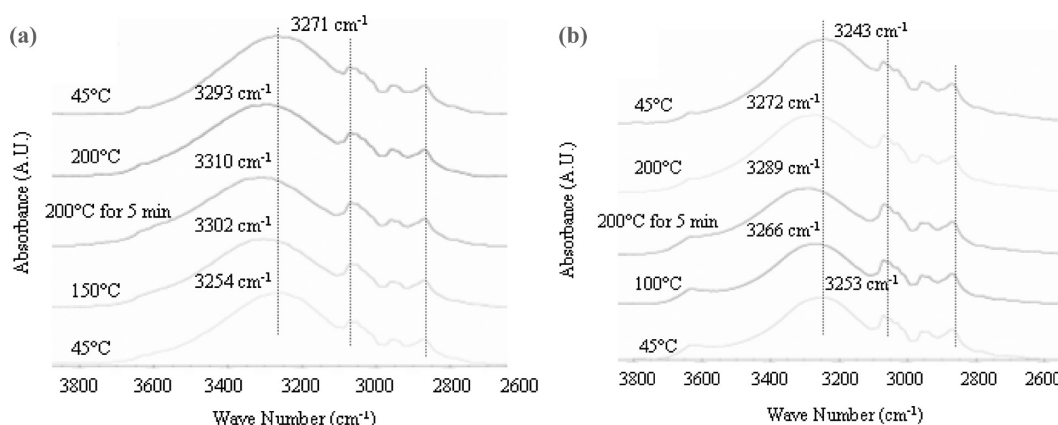 (a)
3271 cm⁻¹
45°C
3293 cm⁻¹
200°C
3310 cm⁻¹
200°C for 5 min
3302 cm⁻¹
150°C
3254 cm⁻¹
45°C
Absorbance (A.U.)
3800 3600 3400 3200 3000 2800 2600
Wave Number (cm⁻¹)
(b)
3243 cm⁻¹
45°C
3272 cm⁻¹
200°C
3289 cm⁻¹
200°C for 5 min
3266 cm⁻¹
100°C
3253 cm⁻¹
45°C
Absorbance (A.U.)
3800 3600 3400 3200 3000 2800 2600
Wave Number (cm⁻¹)